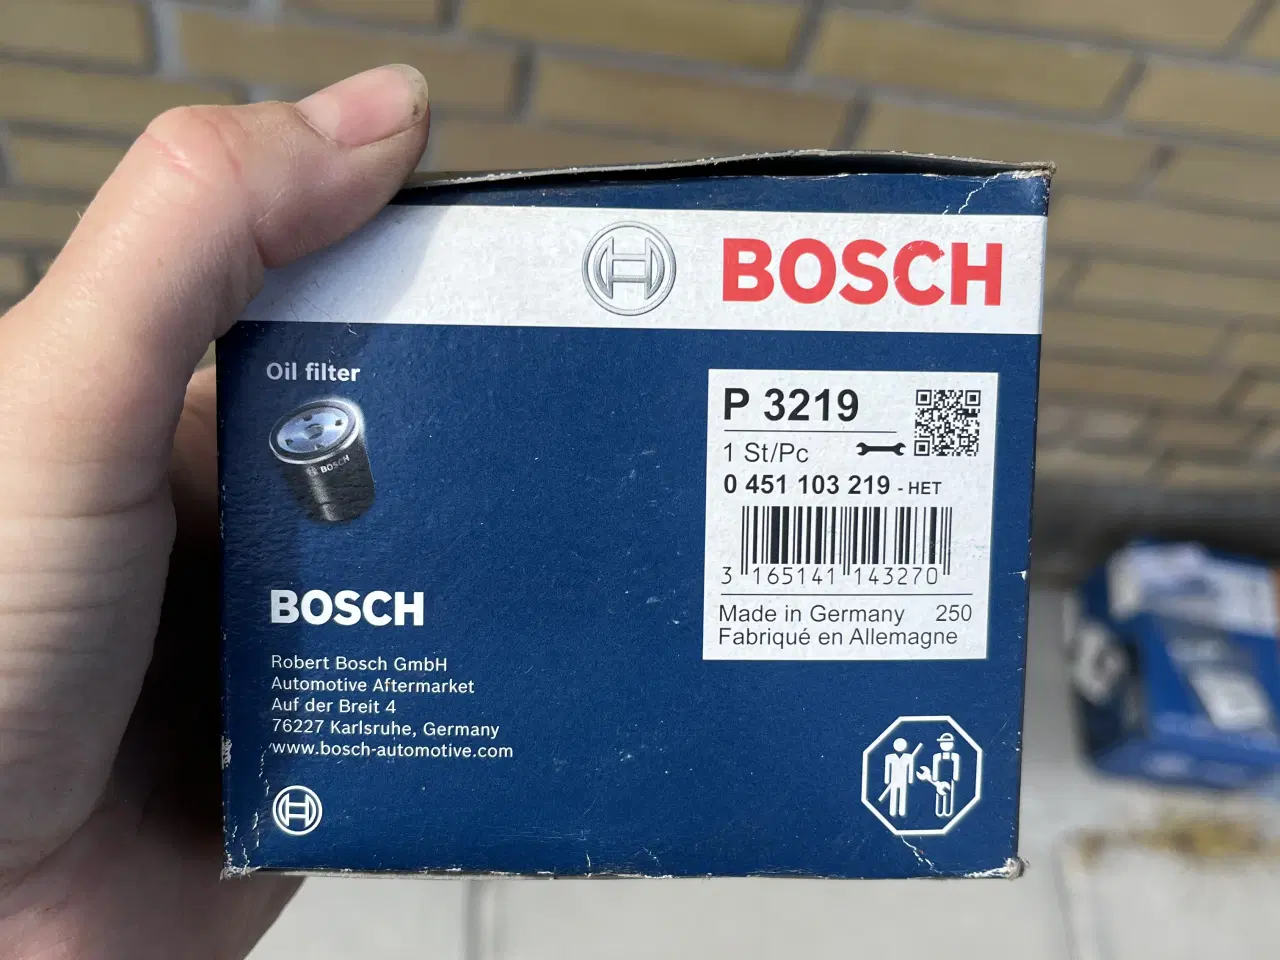 BOSCH
Oil filter
BOSCH
P 3219
1 St/Pc
0 451 103 219 - HET
3 165141 143270
Made in Germany 250
Fabriqué en Allemagne
BOSCH
Robert Bosch GmbH
Automotive Aftermarket
Auf der Breit 4
76227 Karlsruhe, Germany
www.bosch-automotive.com